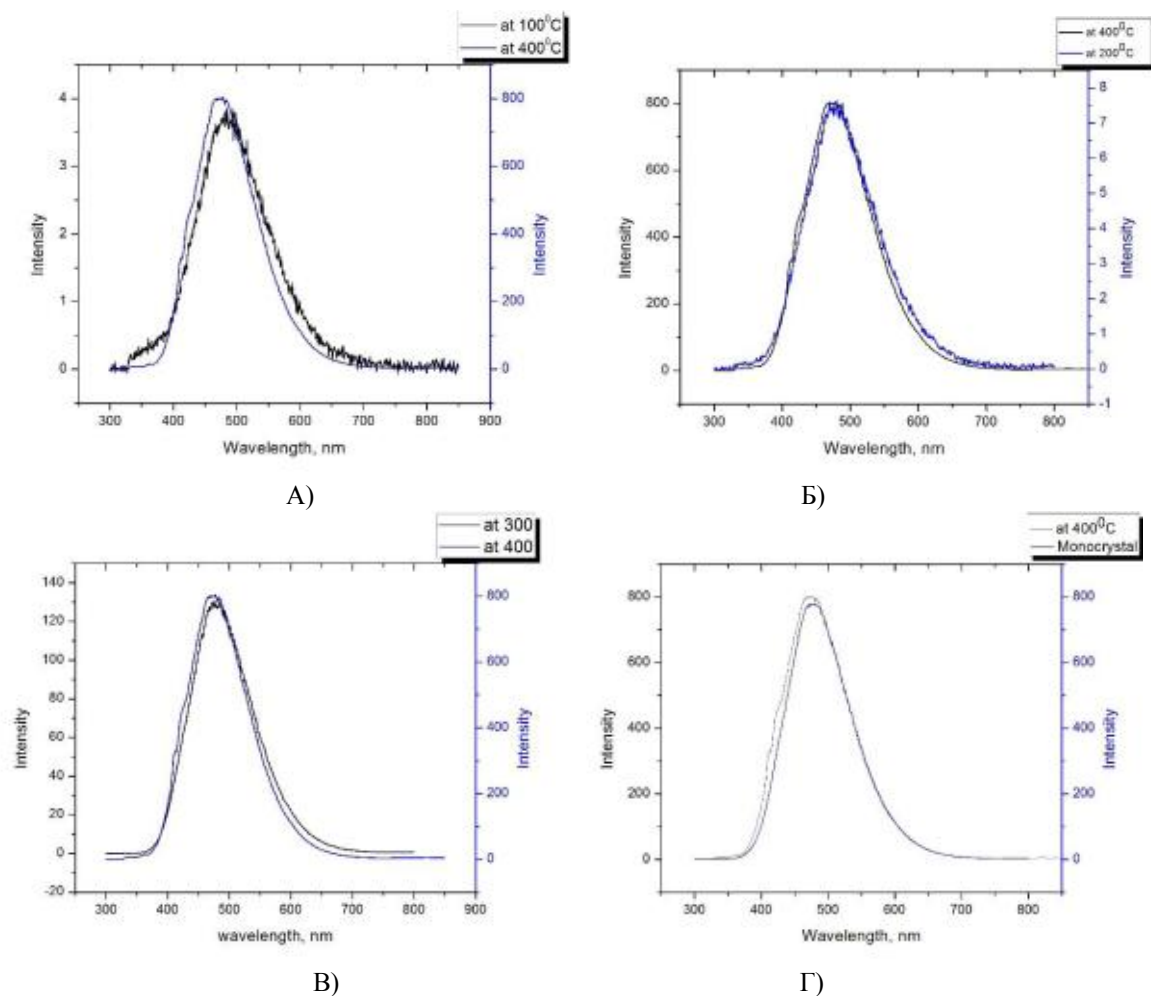 at 100⁰C
at 400⁰C
4
3
2
1
0
Intensity
800
600
400
200
0
Intensity
300 400 500 600 700 800 900
Wavelength, nm
А)
at 400⁰C
at 200⁰C
800
600
400
200
0
Intensity
8
7
6
5
4
3
2
1
0
-1
Intensity
300 400 500 600 700 800
Wavelength, nm
Б)
at 300
at 400
140
120
100
80
60
40
20
0
-20
Intensity
800
600
400
200
0
Intensity
300 400 500 600 700 800 900
wavelength, nm
В)
at 400⁰C
Monocrystal
800
600
400
200
0
Intensity
800
600
400
200
0
Intensity
300 400 500 600 700 800
Wavelength, nm
Г)